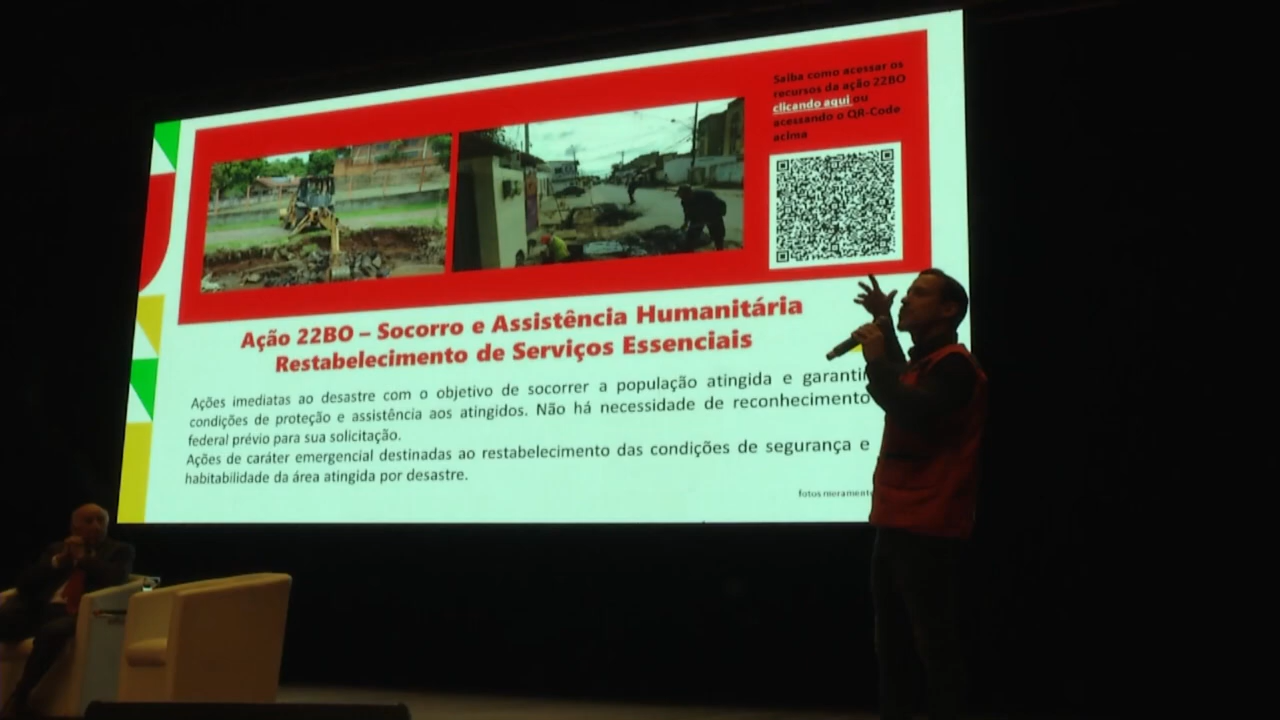 Saiba como acessar os
recursos da ação 22BO
clicando aqui ou
acessando o QR-Code
acima
Ação 22BO – Socorro e Assistência Humanitária
Restabelecimento de Serviços Essenciais
Ações imediatas ao desastre com o objetivo de socorrer a população atingida e garantir
condições de proteção e assistência aos atingidos. Não há necessidade de reconhecimento
federal prévio para sua solicitação.
Ações de caráter emergencial destinadas ao restabelecimento das condições de segurança e
habitabilidade da área atingida por desastre.
fotos